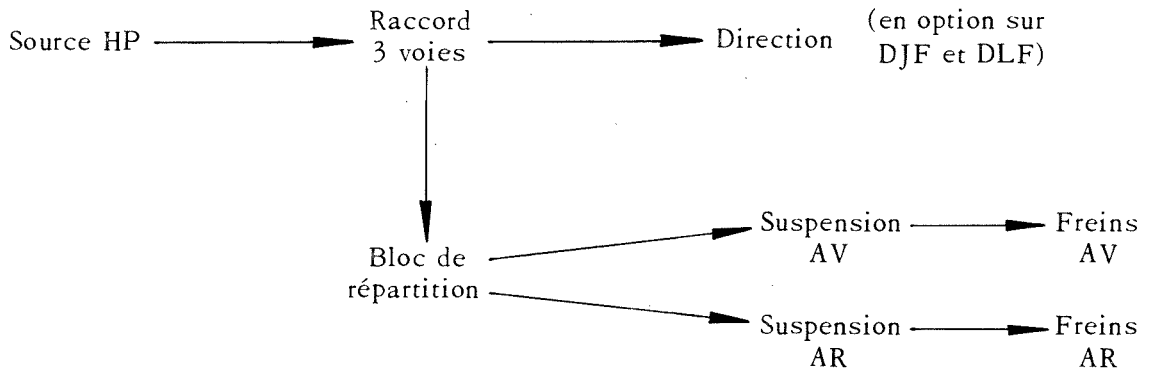 Source HP
Raccord
3 voies
Direction
(en option sur
DJF et DLF)
Bloc de
répartition
Suspension
AV
Freins
AV
Suspension
AR
Freins
AR